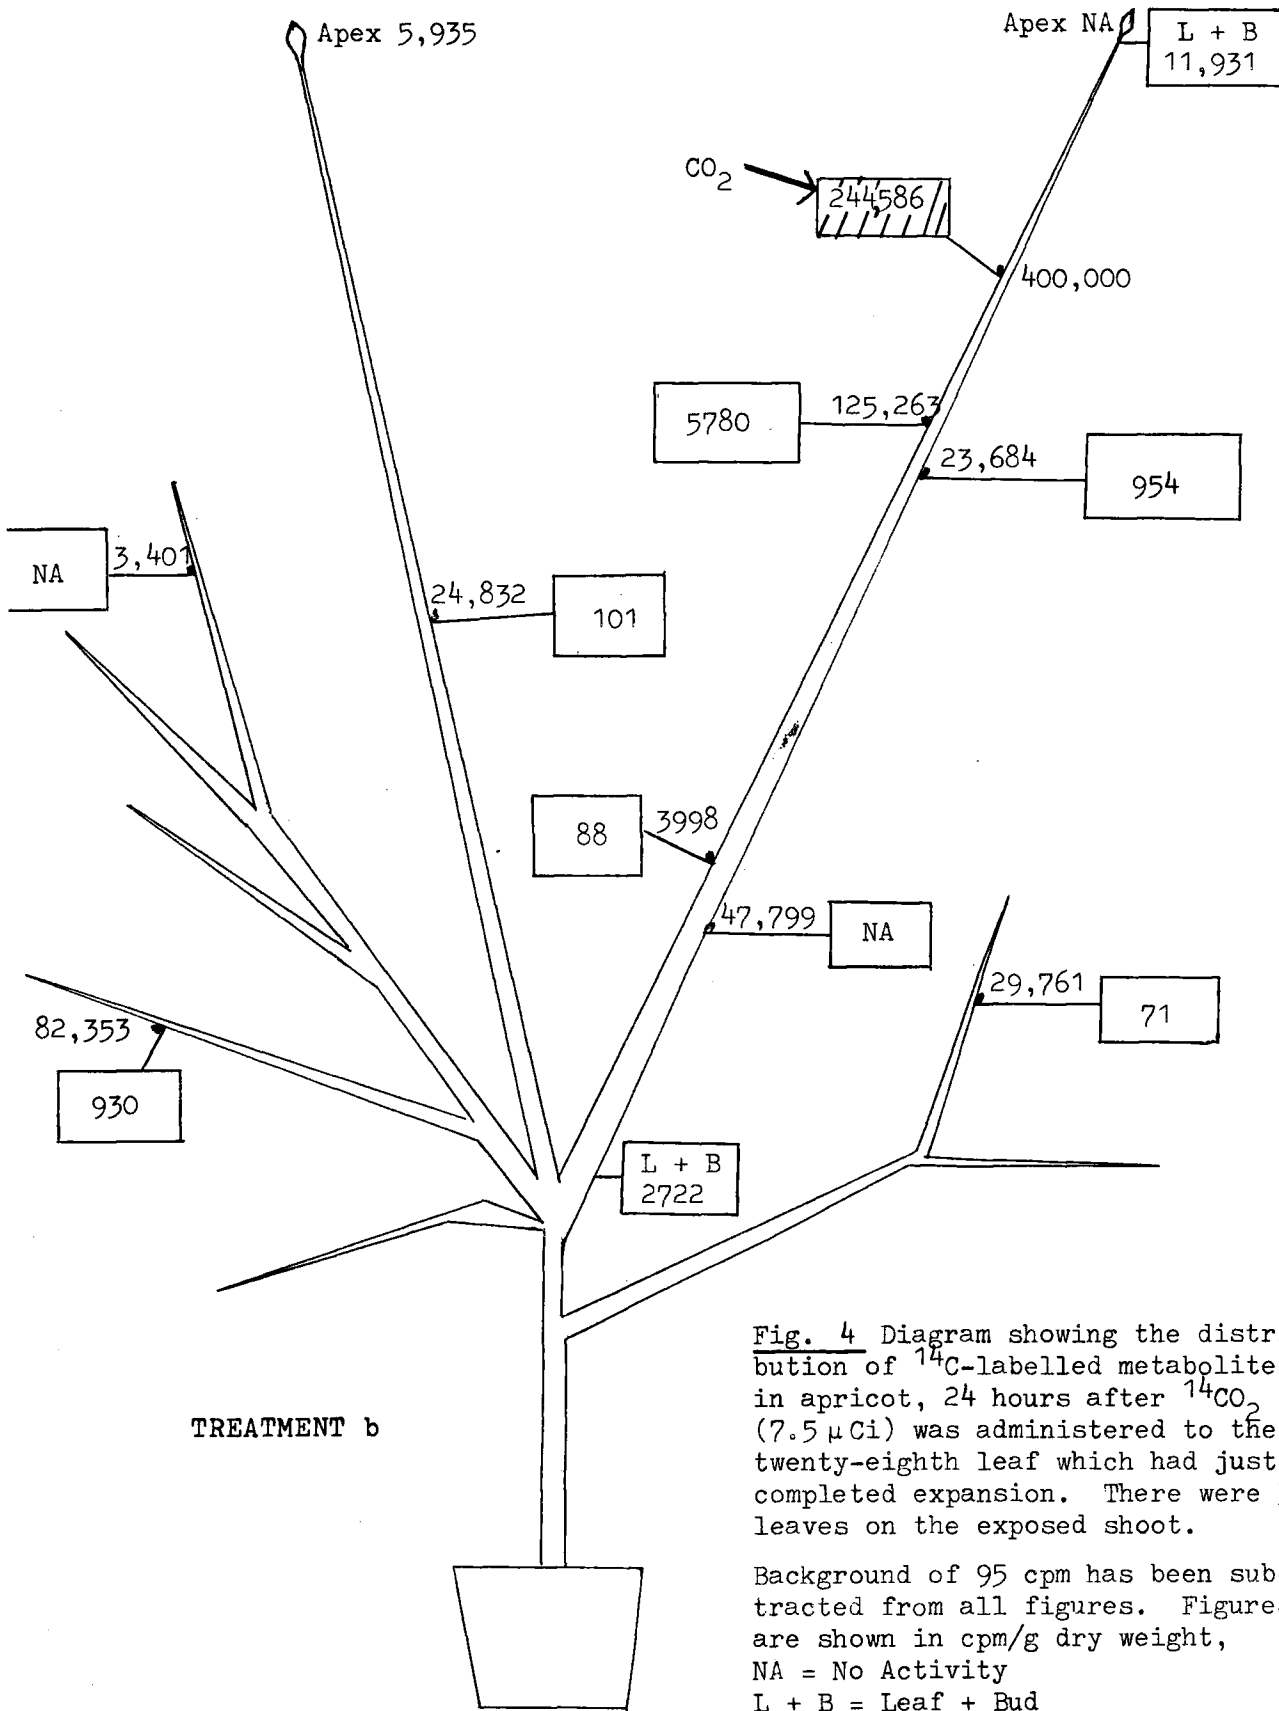 Apex 5,935
Apex NA
L + B
11,931
CO₂
244,586
400,000
5780
125,263
23,684
954
NA
3,401
24,832
101
88
3998
47,799
NA
29,761
71
82,353
930
L + B
2722
TREATMENT b
Fig. 4 Diagram showing the distr
bution of ¹⁴C-labelled metabolite
in apricot, 24 hours after ¹⁴CO₂
(7.5 µCi) was administered to the
twenty-eighth leaf which had just
completed expansion. There were
leaves on the exposed shoot.
Background of 95 cpm has been sub
tracted from all figures. Figure
are shown in cpm/g dry weight,
NA = No Activity
L + B = Leaf + Bud